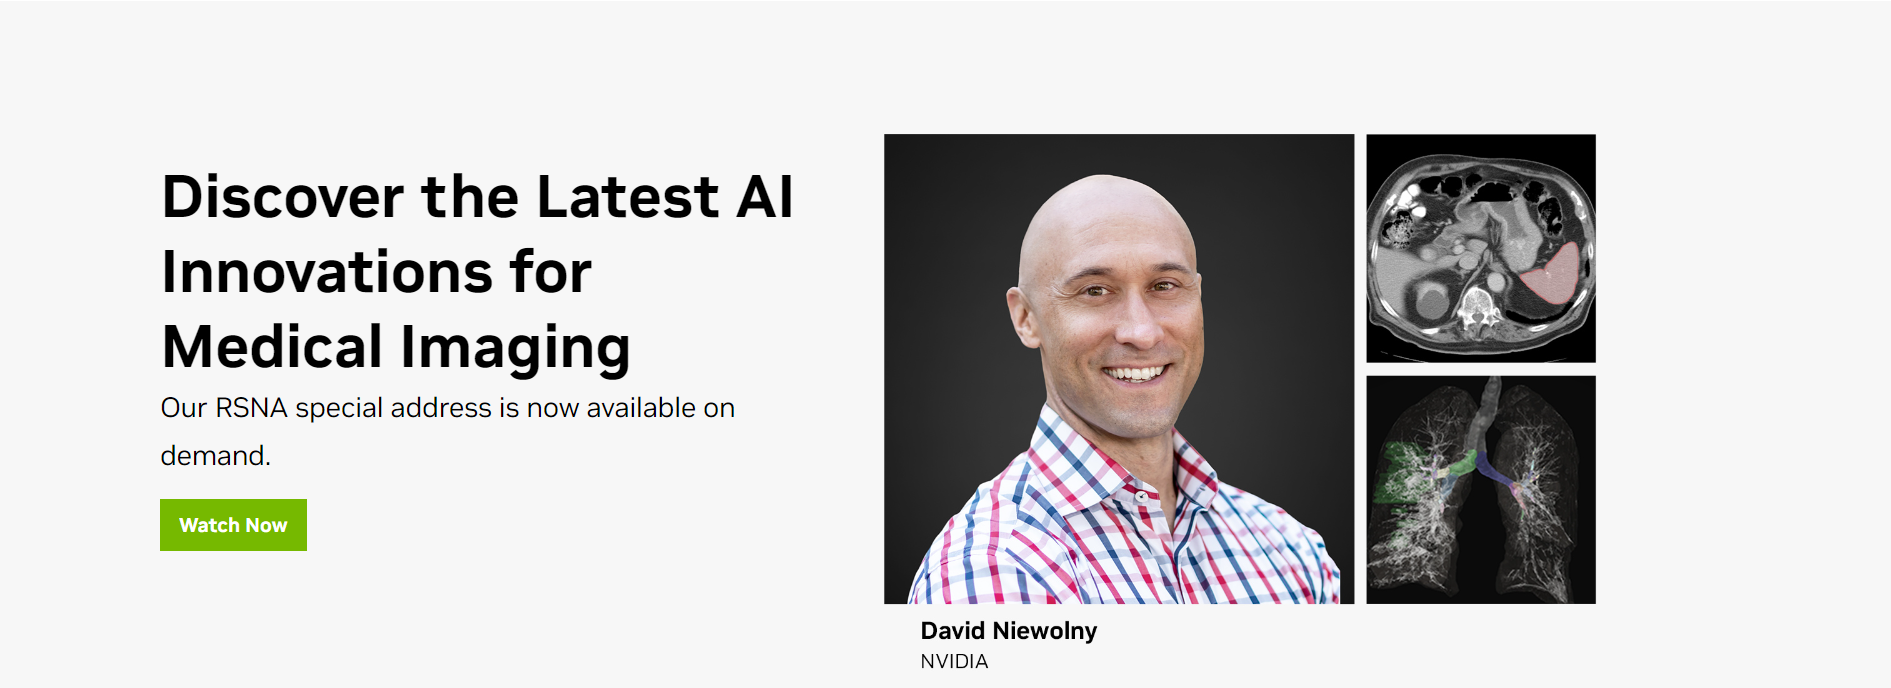 Discover the Latest AI
Innovations for
Medical Imaging
Our RSNA special address is now available on
demand.
Watch Now
David Niewolny
NVIDIA